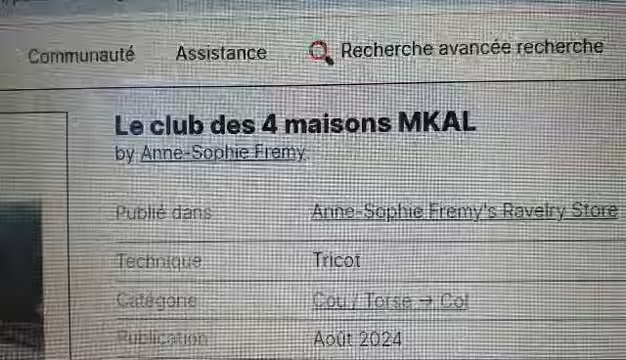 Communauté Assistance Recherche avancée recherche
Le club des 4 maisons MKAL
by Anne-Sophie Fremy
Publié dans Anne-Sophie Fremy's Ravelry Store
Technique Tricot
Catégorie Cou / Torse → Col
Publication Août 2024